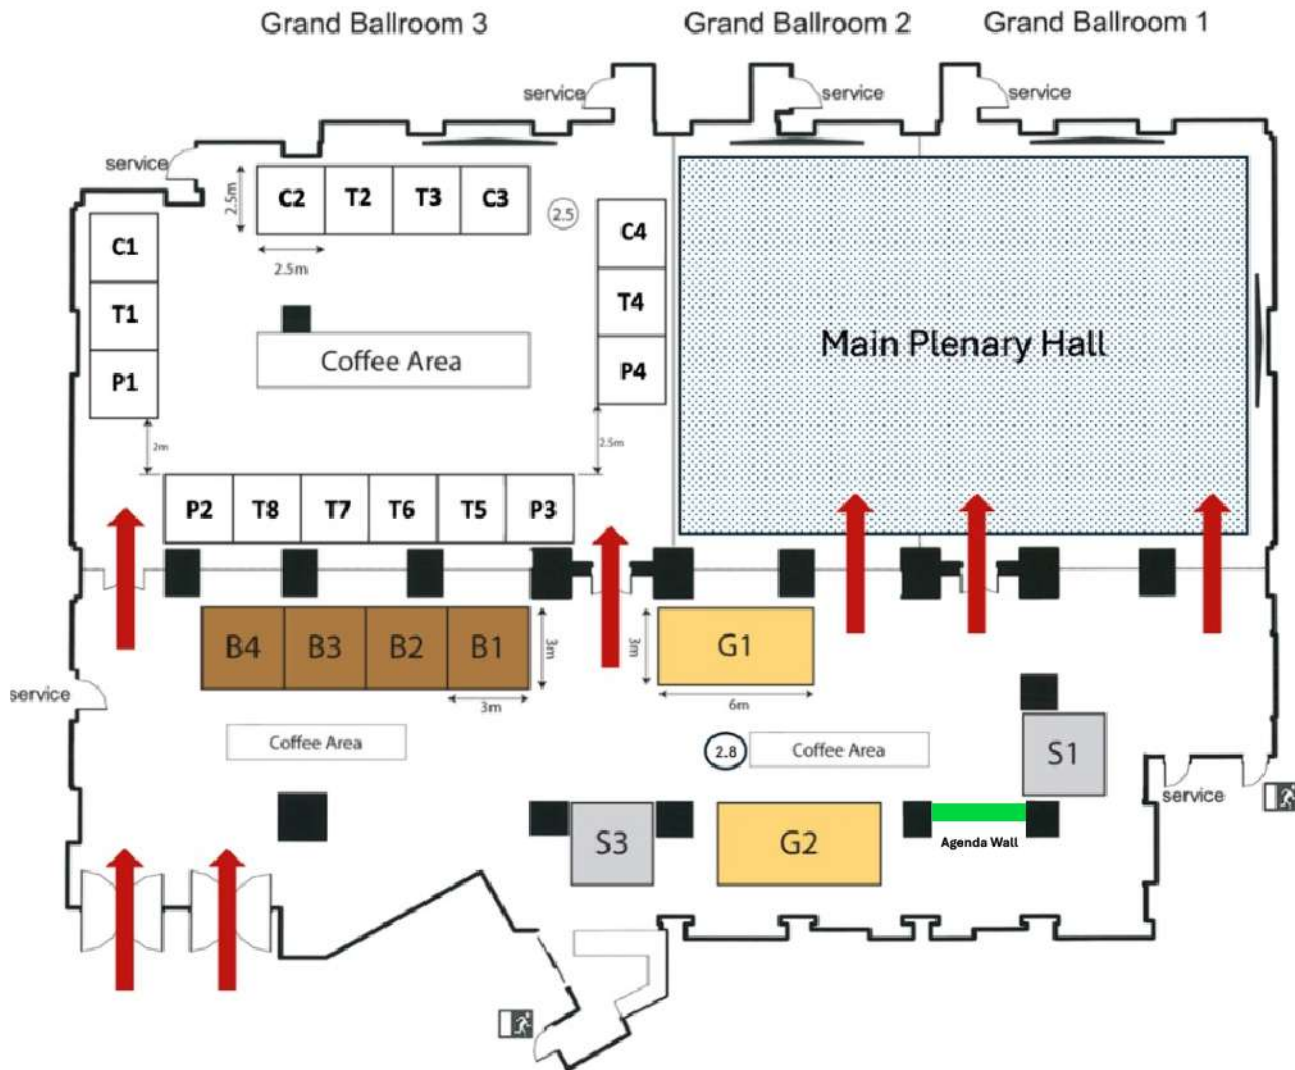 Grand Ballroom 3
Grand Ballroom 2
Grand Ballroom 1
service
service
service
service
C2 T2 T3 C3
2.5m
2.5
2.5m
C1
T1
P1
C4
T4
P4
Coffee Area
Main Plenary Hall
2m
2.5m
P2 T8 T7 T6 T5 P3
B4 B3 B2 B1
3m
3m
G1
3m
6m
service
Coffee Area
2.8
Coffee Area
S1
service
S3
G2
Agenda Wall